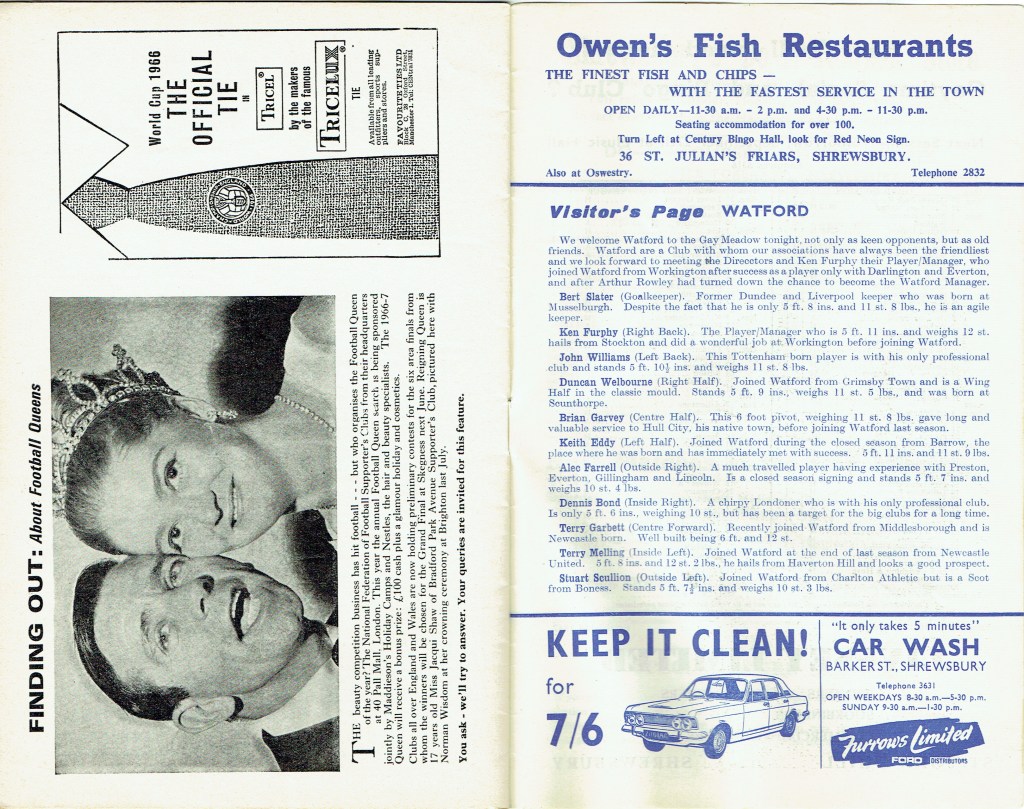 FINDING OUT: About Football Queens
THE beauty competition business has hit football - - - but who organises the Football Queen
of the year? The National Federation of Football Supporter's Clubs from their headquarters
at 40 Pall Mall, London. This year the annual Football Queen search is being sponsored
jointly by Maddieson's Holiday Camps and Nestles, the hair and beauty specialists. The 1966-7
Queen will receive a bonus prize: £100 cash plus a glamour holiday and cosmetics.
Clubs all over England and Wales are now holding preliminary contests for the six area finals from
whom the winners will be chosen for the Grand Final at Skegness next June. Reigning Queen is
17 years old Miss Jacqui Shaw of Bradford Park Avenue Supporter's Club, pictured here with
Norman Wisdom at her crowning ceremony at Brighton last July.
You ask - we'll try to answer. Your queries are invited for this feature.
World Cup 1966
THE
OFFICIAL
TIE
IN
TRICEL
by the makers
of the famous
TRICELUX
TIE
Available from all leading
outfitters, sports sup-
pliers and stores.
FAVOURITE TIES LTD
Owen's Fish Restaurants
THE FINEST FISH AND CHIPS —
WITH THE FASTEST SERVICE IN THE TOWN
OPEN DAILY—11-30 a.m. - 2 p.m. and 4-30 p.m. - 11-30 p.m.
Seating accommodation for over 100.
Turn Left at Century Bingo Hall, look for Red Neon Sign.
36 ST. JULIAN'S FRIARS, SHREWSBURY.
Also at Oswestry. Telephone 2832
Visitor's Page WATFORD
We welcome Watford to the Gay Meadow tonight, not only as keen opponents, but as old
friends. Watford are a Club with whom our associations have always been the friendliest
and we look forward to meeting the Direcctors and Ken Furphy their Player/Manager, who
joined Watford from Workington after success as a player only with Darlington and Everton,
and after Arthur Rowley had turned down the chance to become the Watford Manager.
Bert Slater (Goalkeeper). Former Dundee and Liverpool keeper who was born at
Musselburgh. Despite the fact that he is only 5 ft. 8 ins. and 11 st. 8 lbs., he is an agile
keeper.
Ken Furphy (Right Back). The Player/Manager who is 5 ft. 11 ins. and weighs 12 st.
hails from Stockton and did a wonderful job at Workington before joining Watford.
John Williams (Left Back). This Tottenham born player is with his only professional
club and stands 5 ft. 10½ ins. and weighs 11 st. 8 lbs.
Duncan Welbourne (Right Half). Joined Watford from Grimsby Town and is a Wing
Half in the classic mould. Stands 5 ft. 9 ins., weighs 11 st. 5 lbs., and was born at
Scunthorpe.
Brian Garvey (Centre Half). This 6 foot pivot, weighing 11 st. 8 lbs. gave long and
valuable service to Hull City, his native town, before joining Watford last season.
Keith Eddy (Left Half). Joined Watford during the closed season from Barrow, the
place where he was born and has immediately met with success. 5 ft. 11 ins. and 11 st. 9 lbs.
Alec Farrell (Outside Right). A much travelled player having experience with Preston,
Everton, Gillingham and Lincoln. Is a closed season signing and stands 5 ft. 7 ins. and
weighs 10 st. 4 lbs.
Dennis Bond (Inside Right). A chirpy Londoner who is with his only professional club.
Is only 5 ft. 6 ins., weighing 10 st., but has been a target for the big clubs for a long time.
Terry Garbett (Centre Forward). Recently joined Watford from Middlesborough and is
Newcastle born. Well built being 6 ft. and 12 st.
Terry Melling (Inside Left). Joined Watford at the end of last season from Newcastle
United. 5 ft. 8 ins. and 12 st. 2 lbs., he hails from Haverton Hill and looks a good prospect.
Stuart Scullion (Outside Left). Joined Watford from Charlton Athletic but is a Scot
from Boness. Stands 5 ft. 7½ ins. and weighs 10 st. 3 lbs.
KEEP IT CLEAN!
for
7/6
"It only takes 5 minutes"
CAR WASH
BARKER ST., SHREWSBURY
Telephone 3631
OPEN WEEKDAYS 8-30 a.m.—5-30 p.m.
SUNDAY 9-30 a.m.—1-30 p.m.
Furrows Limited
FORD DISTRIBUTORS